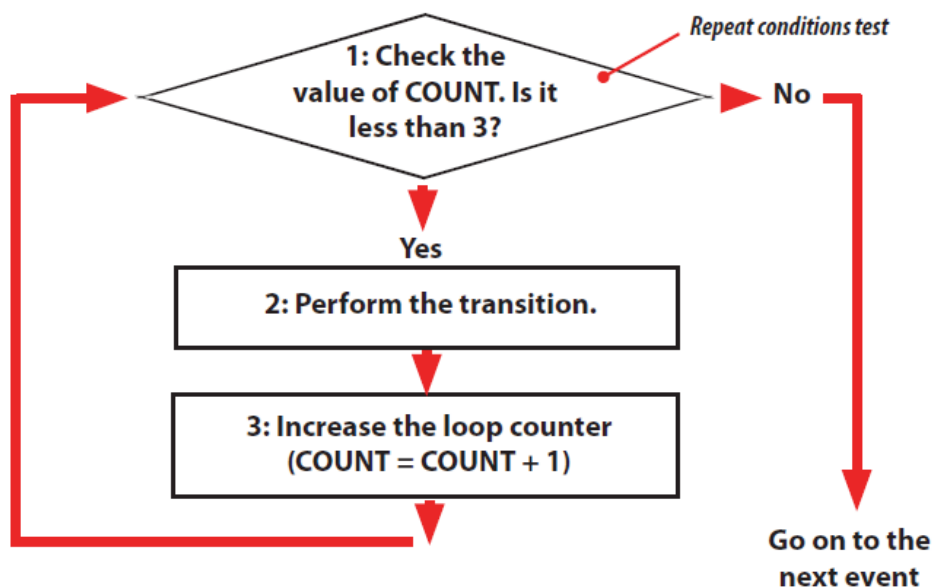 Repeat conditions test
1: Check the
value of COUNT. Is it
less than 3?
No
Yes
2: Perform the transition.
3: Increase the loop counter
(COUNT = COUNT + 1)
Go on to the
next event